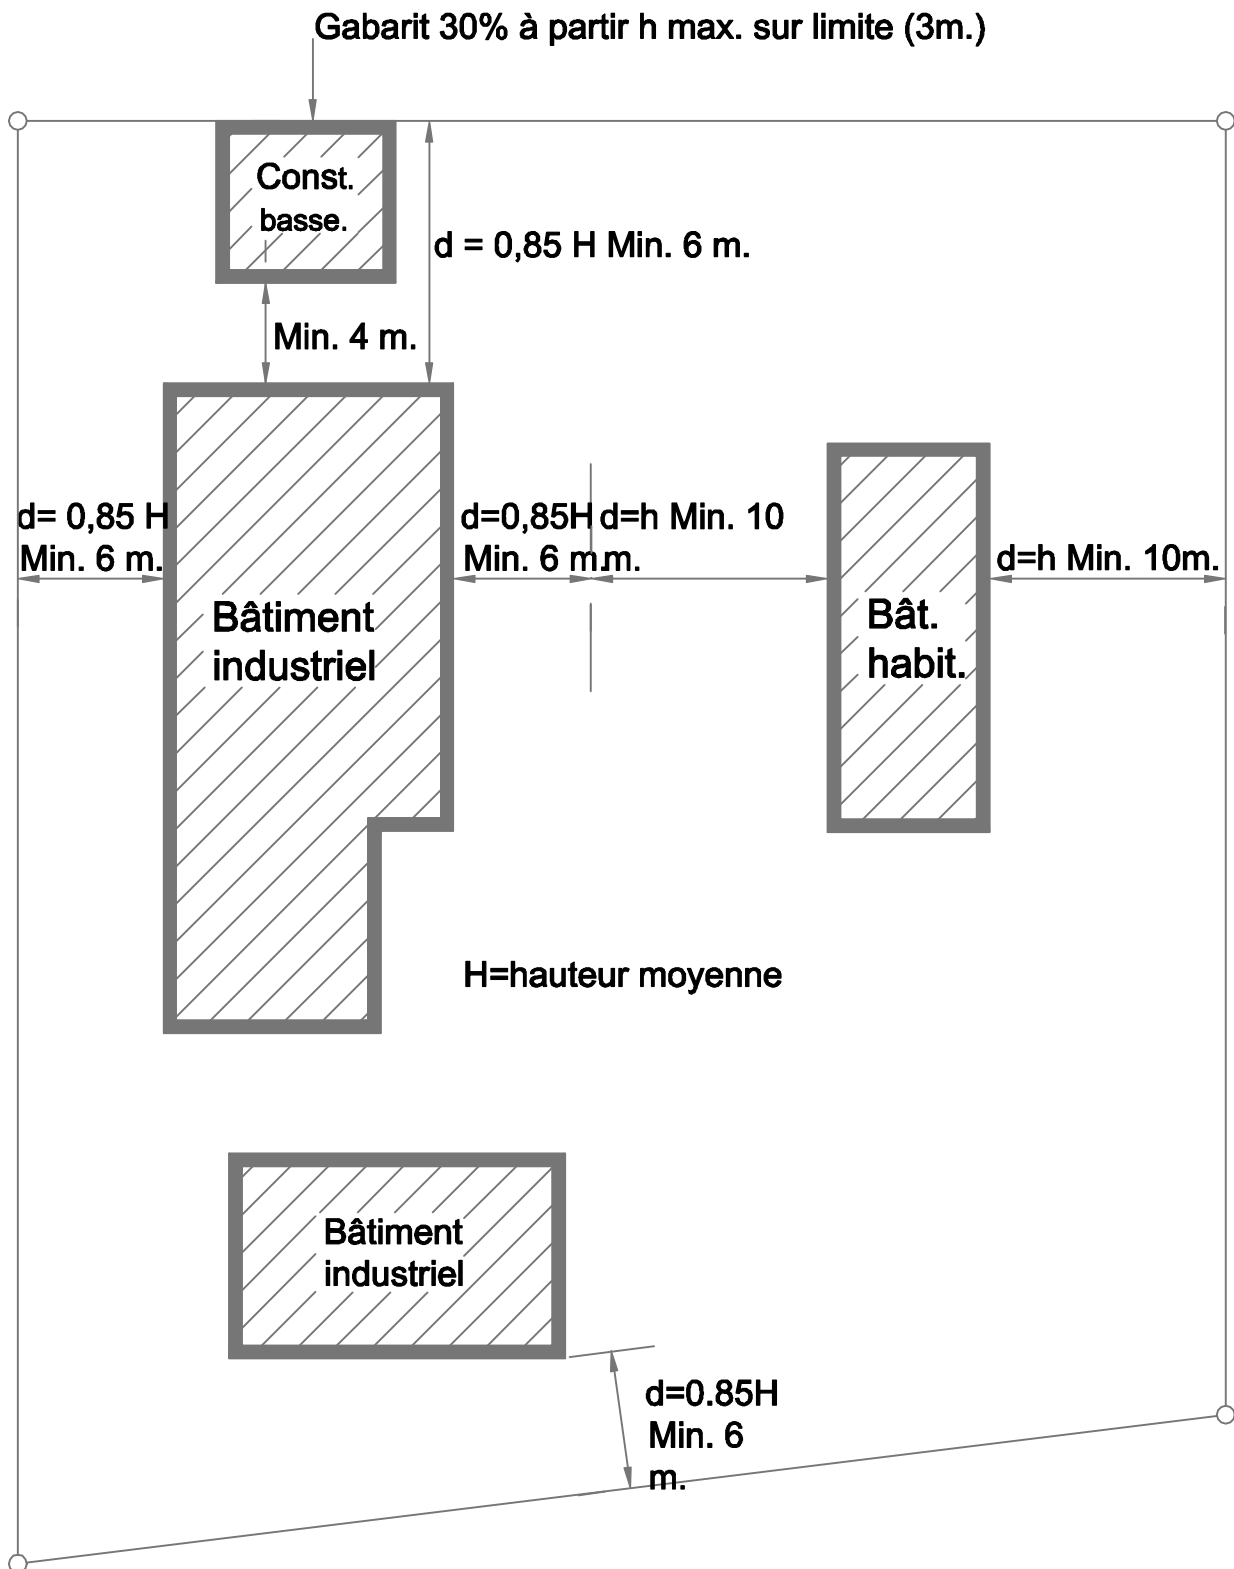 Gabarit 30% à partir h max. sur limite (3m.)
Const.
basse.
d = 0,85 H Min. 6 m.
Min. 4 m.
d= 0,85 H
Min. 6 m.
d=0,85H
Min. 6 m.
d=h Min. 10
m.
d=h Min. 10m.
Bâtiment
industriel
Bât.
habit.
H=hauteur moyenne
Bâtiment
industriel
d=0.85H
Min. 6
m.